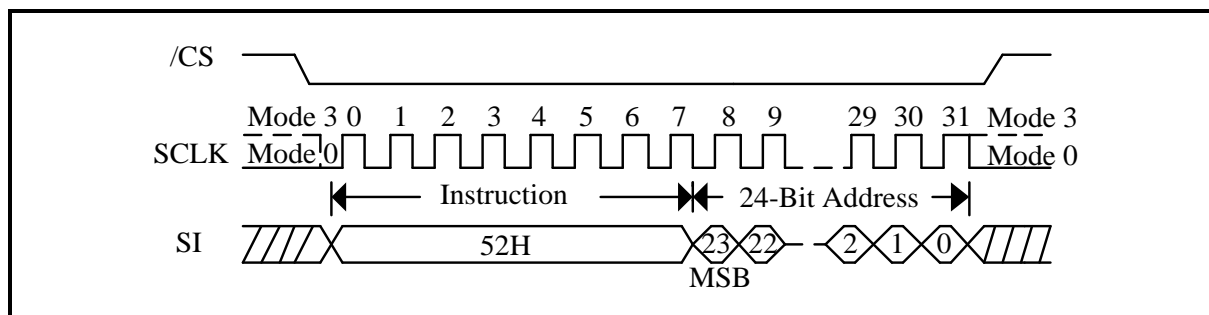 /CS
Mode 3 0 1 2 3 4 5 6 7 8 9 29 30 31 Mode 3
SCLK Mode 0 Mode 0
Instruction 24-Bit Address
SI 52H 23 22 2 1 0
MSB